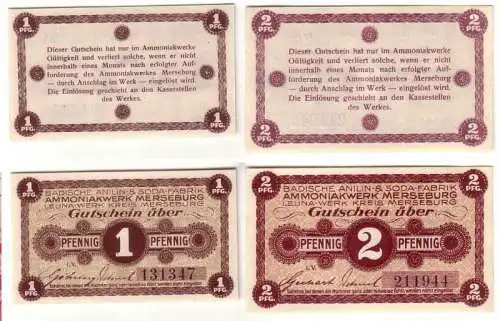 1 PFG.
1 PFG.
Dieser Gutschein hat nur im Ammoniakwerke
Gültigkeit und verliert solche, wenn er nicht
innerhalb eines Monats nach erfolgter Auf-
forderung des Ammoniakwerkes Merseburg
— durch Anschlag im Werk — eingelöst wird.
Die Einlösung geschieht an den Kassestellen
des Werkes.
1 PFG.
1 PFG.
2 PFG.
2 PFG.
Dieser Gutschein hat nur im Ammoniakwerke
Gültigkeit und verliert solche, wenn er nicht
innerhalb eines Monats nach erfolgter Auf-
forderung des Ammoniakwerkes Merseburg
— durch Anschlag im Werk — eingelöst wird.
Die Einlösung geschieht an den Kassestellen
des Werkes.
2 PFG.
2 PFG.
1 PFG.
1 PFG.
BADISCHE ANILIN- & SODA-FABRIK
AMMONIAKWERK MERSEBURG
LEUNA-WERK KREIS MERSEBURG
Gutschein über
PFENNIG 1 PFENNIG
i.V.
131347
1 PFG.
1 PFG.
2 PFG.
2 PFG.
BADISCHE ANILIN- & SODA-FABRIK
AMMONIAKWERK MERSEBURG
LEUNA-WERK KREIS MERSEBURG
Gutschein über
PFENNIG 2 PFENNIG
i.V.
211944
2 PFG.
2 PFG.